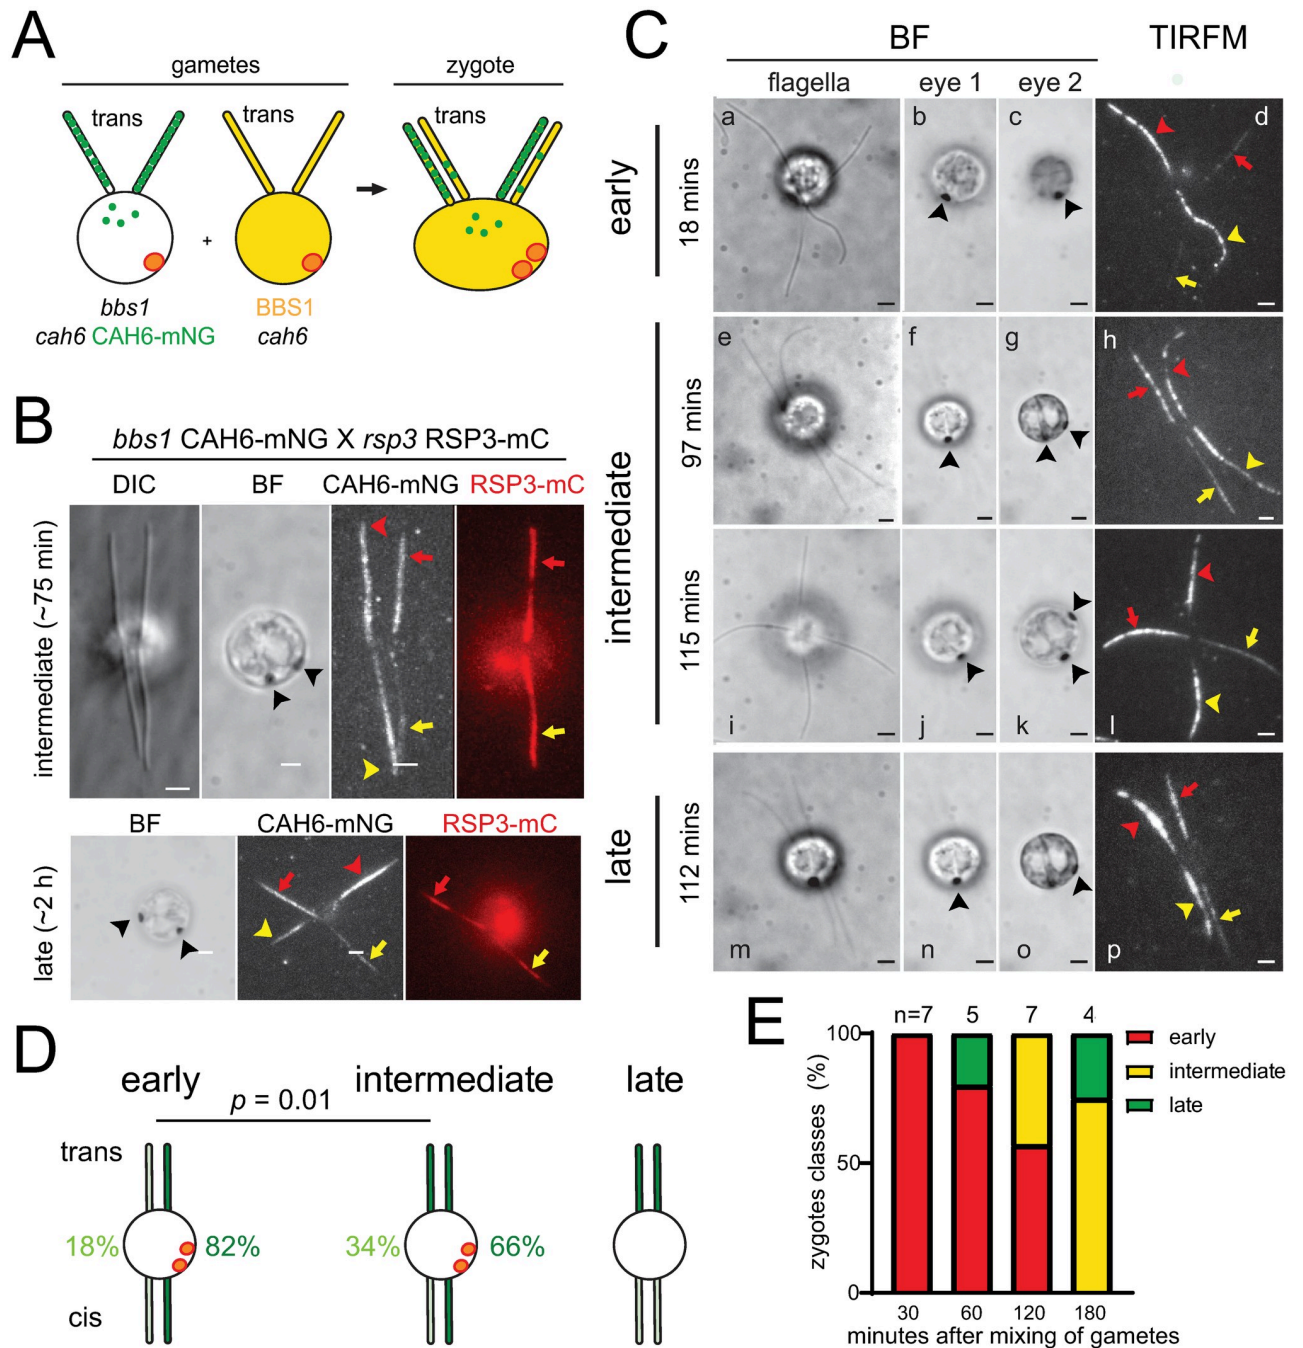 A
gametes
zygote
trans
trans
trans
+
bbs1
cah6 CAH6-mNG
BBS1
cah6
B
bbs1 CAH6-mNG X rsp3 RSP3-mC
DIC
BF
CAH6-mNG
RSP3-mC
intermediate (~75 min)
BF
CAH6-mNG
RSP3-mC
late (~2 h)
C
BF
TIRFM
flagella
eye 1
eye 2
early
18 mins
a
b
c
d
intermediate
97 mins
e
f
g
h
115 mins
i
j
k
l
late
112 mins
m
n
o
p
D
early
intermediate
late
p = 0.01
trans
18%
82%
34%
66%
cis
E
n=7
5
7
4
100
50
0
zygotes classes (%)
early
intermediate
late
30
60
120
180
minutes after mixing of gametes